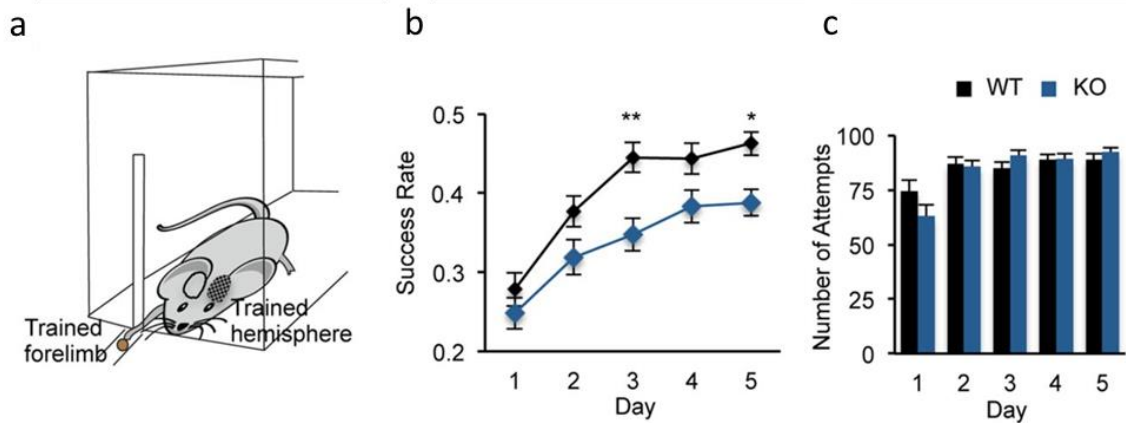 a
Trained
forelimb
Trained
hemisphere
b
Success Rate
0.5
0.4
0.3
0.2
**
*
1 2 3 4 5
Day
c
WT KO
Number of Attempts
100
75
50
25
0
1 2 3 4 5
Day